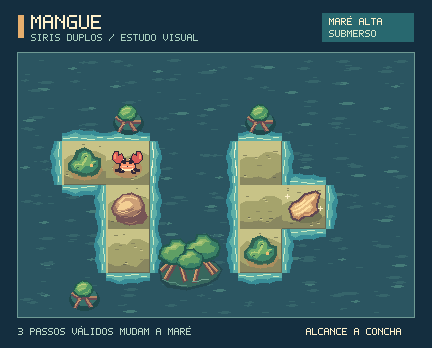 MANGUE
SIRIS DUPLOS / ESTUDO VISUAL
MARÉ ALTA
SUBMERSO
3 PASSOS VÁLIDOS MUDAM A MARÉ
ALCANCE A CONCHA